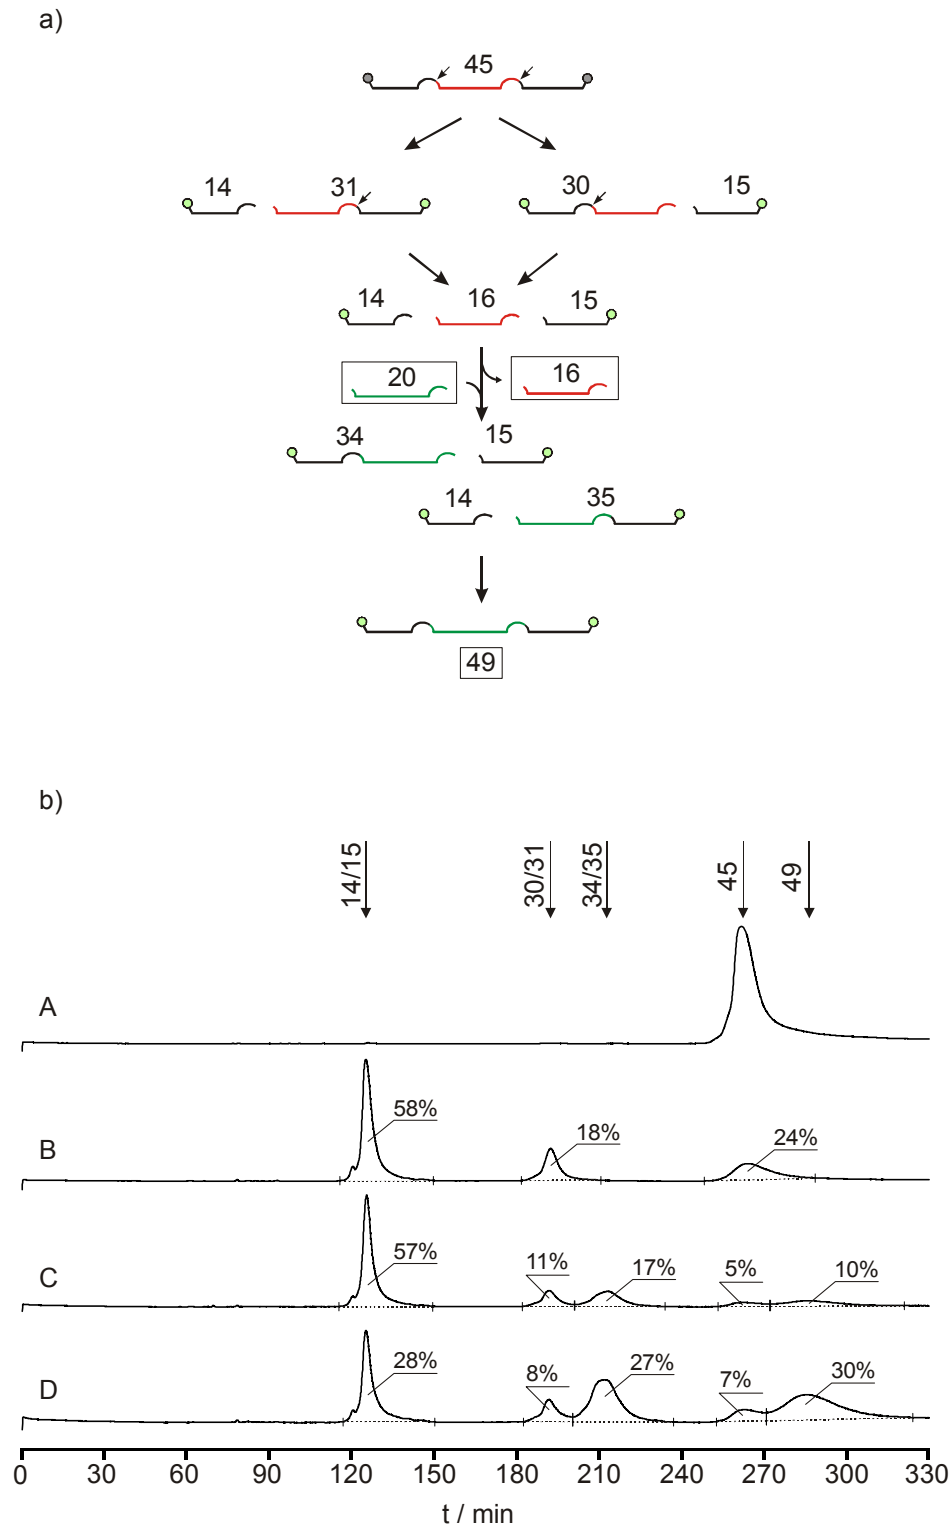 a)
45
14 31 30 15
14 16 15
20 16
34 15
14 35
49
b)
14/15 30/31 34/35 45 49
A
B 58% 18% 24%
C 57% 11% 17% 5% 10%
D 28% 8% 27% 7% 30%
0 30 60 90 120 150 180 210 240 270 300 330
t / min